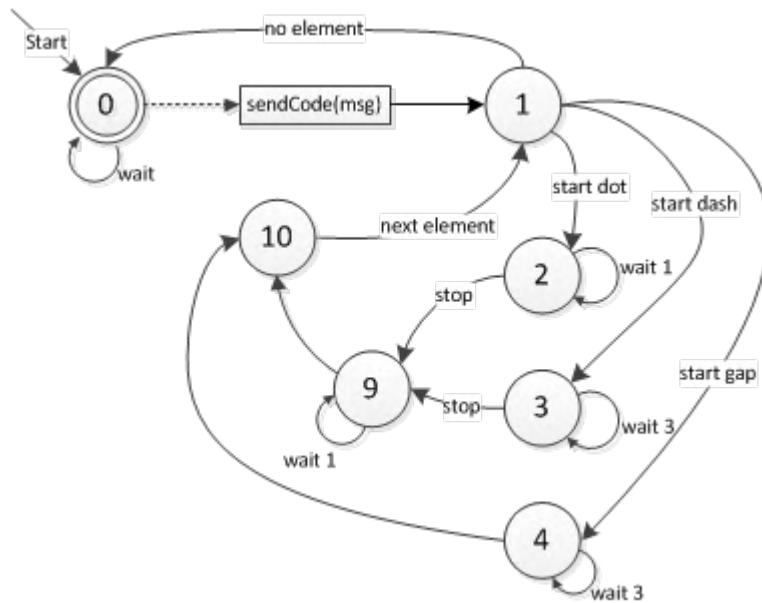 no element
Start
0
sendCode(msg)
1
wait
start dot
start dash
10
next element
2
wait 1
stop
start gap
9
stop
3
wait 3
wait 1
4
wait 3